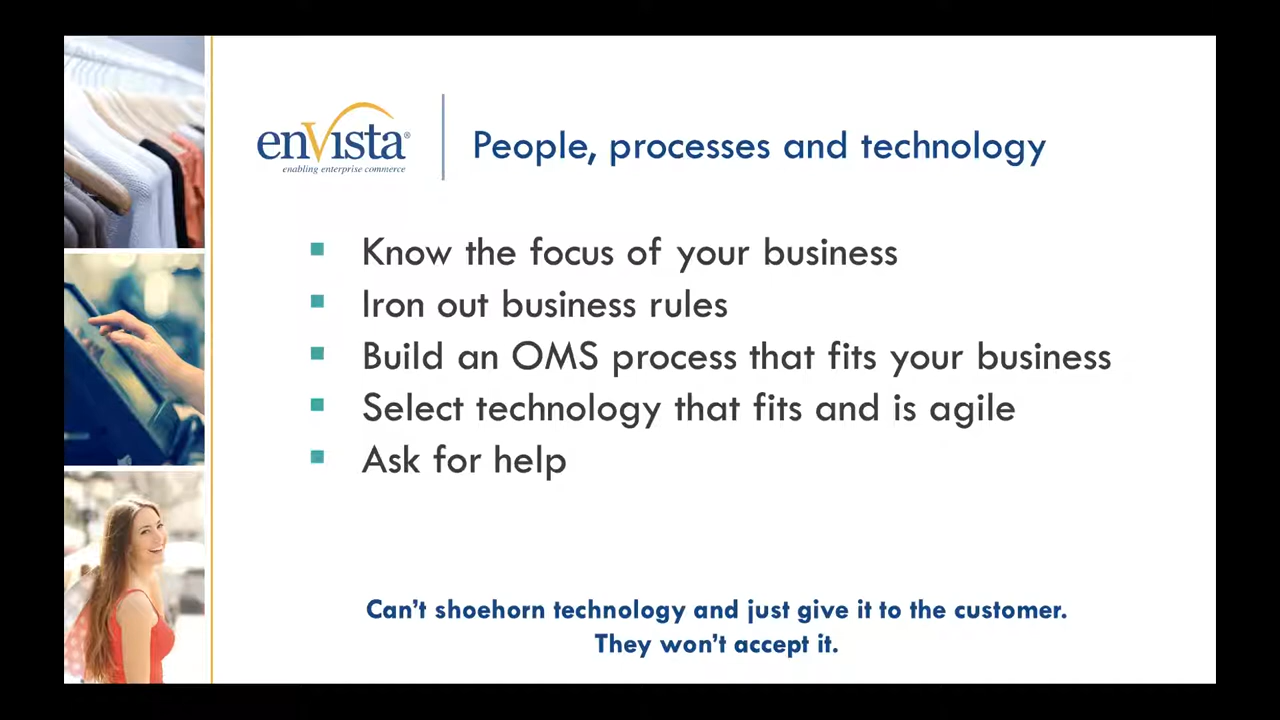 enVista®
enabling enterprise commerce
People, processes and technology
Know the focus of your business
Iron out business rules
Build an OMS process that fits your business
Select technology that fits and is agile
Ask for help
Can't shoehorn technology and just give it to the customer.
They won't accept it.